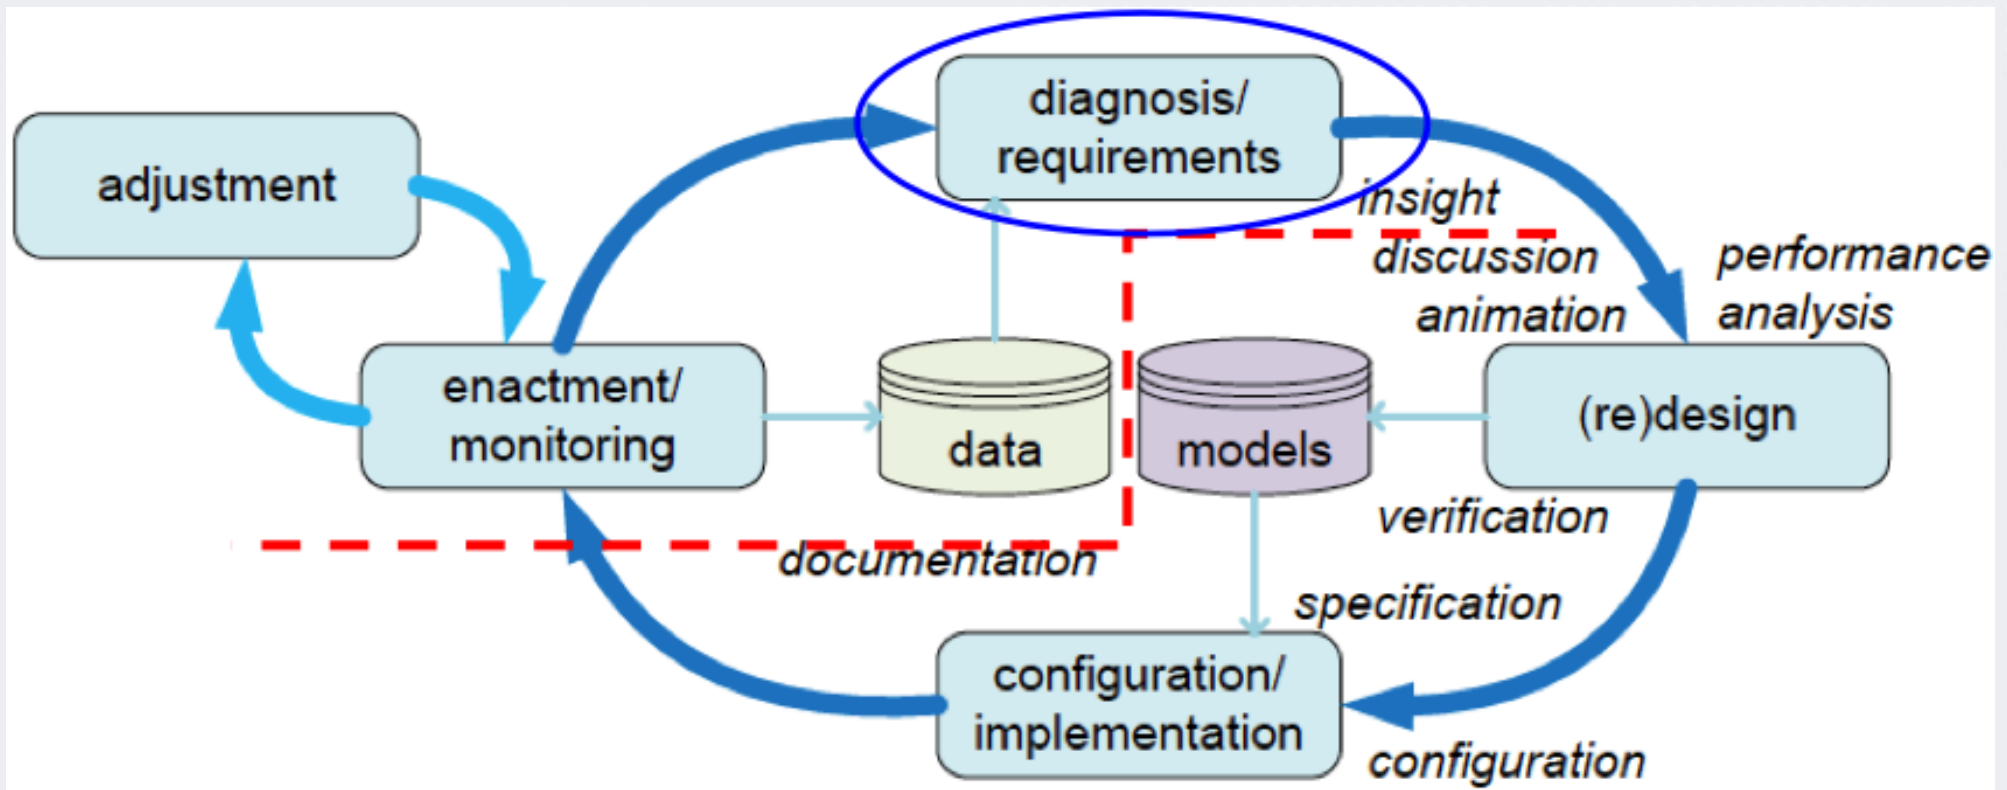 diagnosis/
requirements
adjustment
insight
discussion
animation
performance
analysis
enactment/
monitoring
data
models
(re)design
verification
documentation
specification
configuration/
implementation
configuration